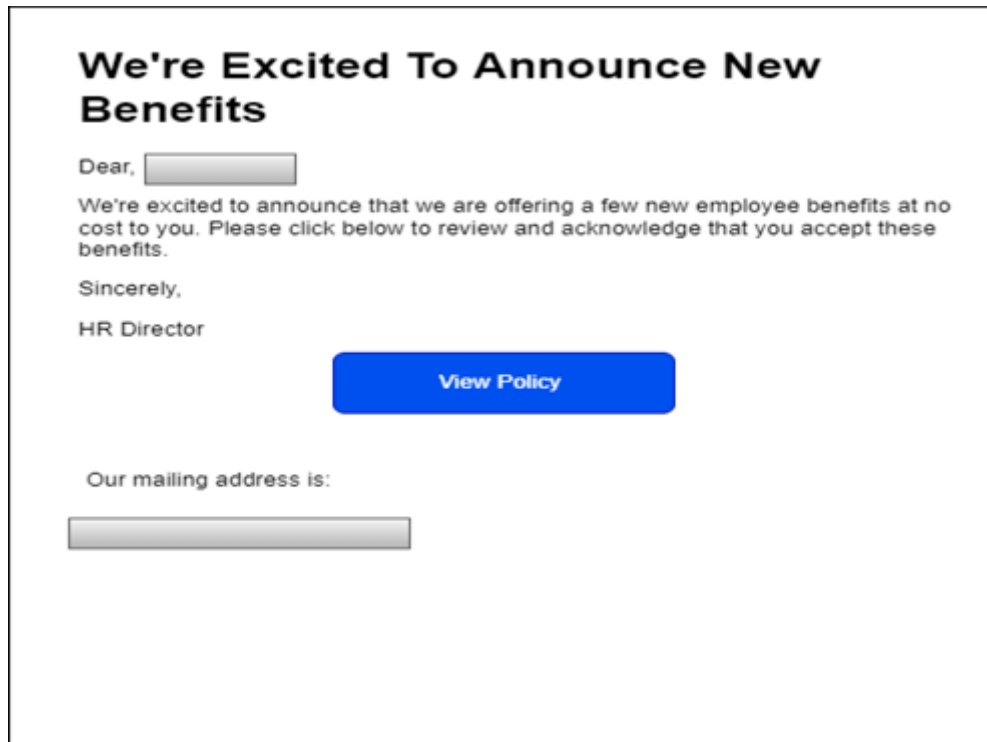 We're Excited To Announce New
Benefits
Dear,
We're excited to announce that we are offering a few new employee benefits at no
cost to you. Please click below to review and acknowledge that you accept these
benefits.
Sincerely,
HR Director
View Policy
Our mailing address is: